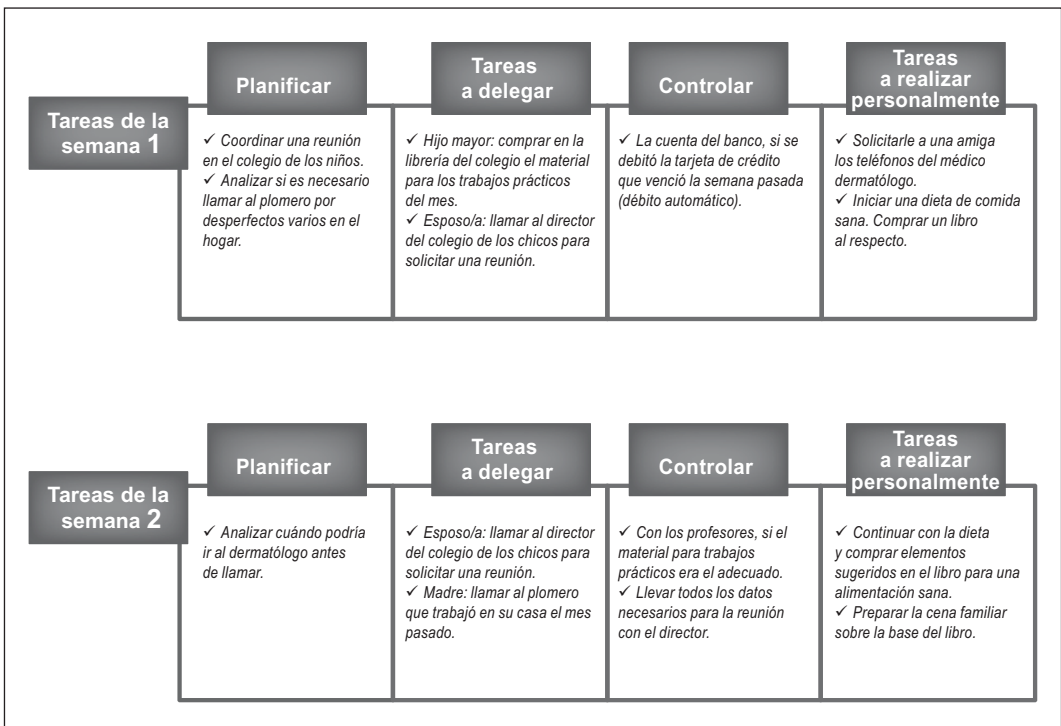 Planificar
Tareas
a delegar
Controlar
Tareas
a realizar
personalmente
Tareas de la
semana 1
✓ Coordinar una reunión
en el colegio de los niños.
✓ Analizar si es necesario
llamar al plomero por
desperfectos varios en el
hogar.
✓ Hijo mayor: comprar en la
librería del colegio el material
para los trabajos prácticos
del mes.
✓ Esposo/a: llamar al director
del colegio de los chicos para
solicitar una reunión.
✓ La cuenta del banco, si se
debitó la tarjeta de crédito
que venció la semana pasada
(débito automático).
✓ Solicitarle a una amiga
los teléfonos del médico
dermatólogo.
✓ Iniciar una dieta de comida
sana. Comprar un libro
al respecto.
Planificar
Tareas
a delegar
Controlar
Tareas
a realizar
personalmente
Tareas de la
semana 2
✓ Analizar cuándo podría
ir al dermatólogo antes
de llamar.
✓ Esposo/a: llamar al director
del colegio de los chicos para
solicitar una reunión.
✓ Madre: llamar al plomero
que trabajó en su casa el mes
pasado.
✓ Con los profesores, si el
material para trabajos
prácticos era el adecuado.
✓ Llevar todos los datos
necesarios para la reunión
con el director.
✓ Continuar con la dieta
y comprar elementos
sugeridos en el libro para una
alimentación sana.
✓ Preparar la cena familiar
sobre la base del libro.